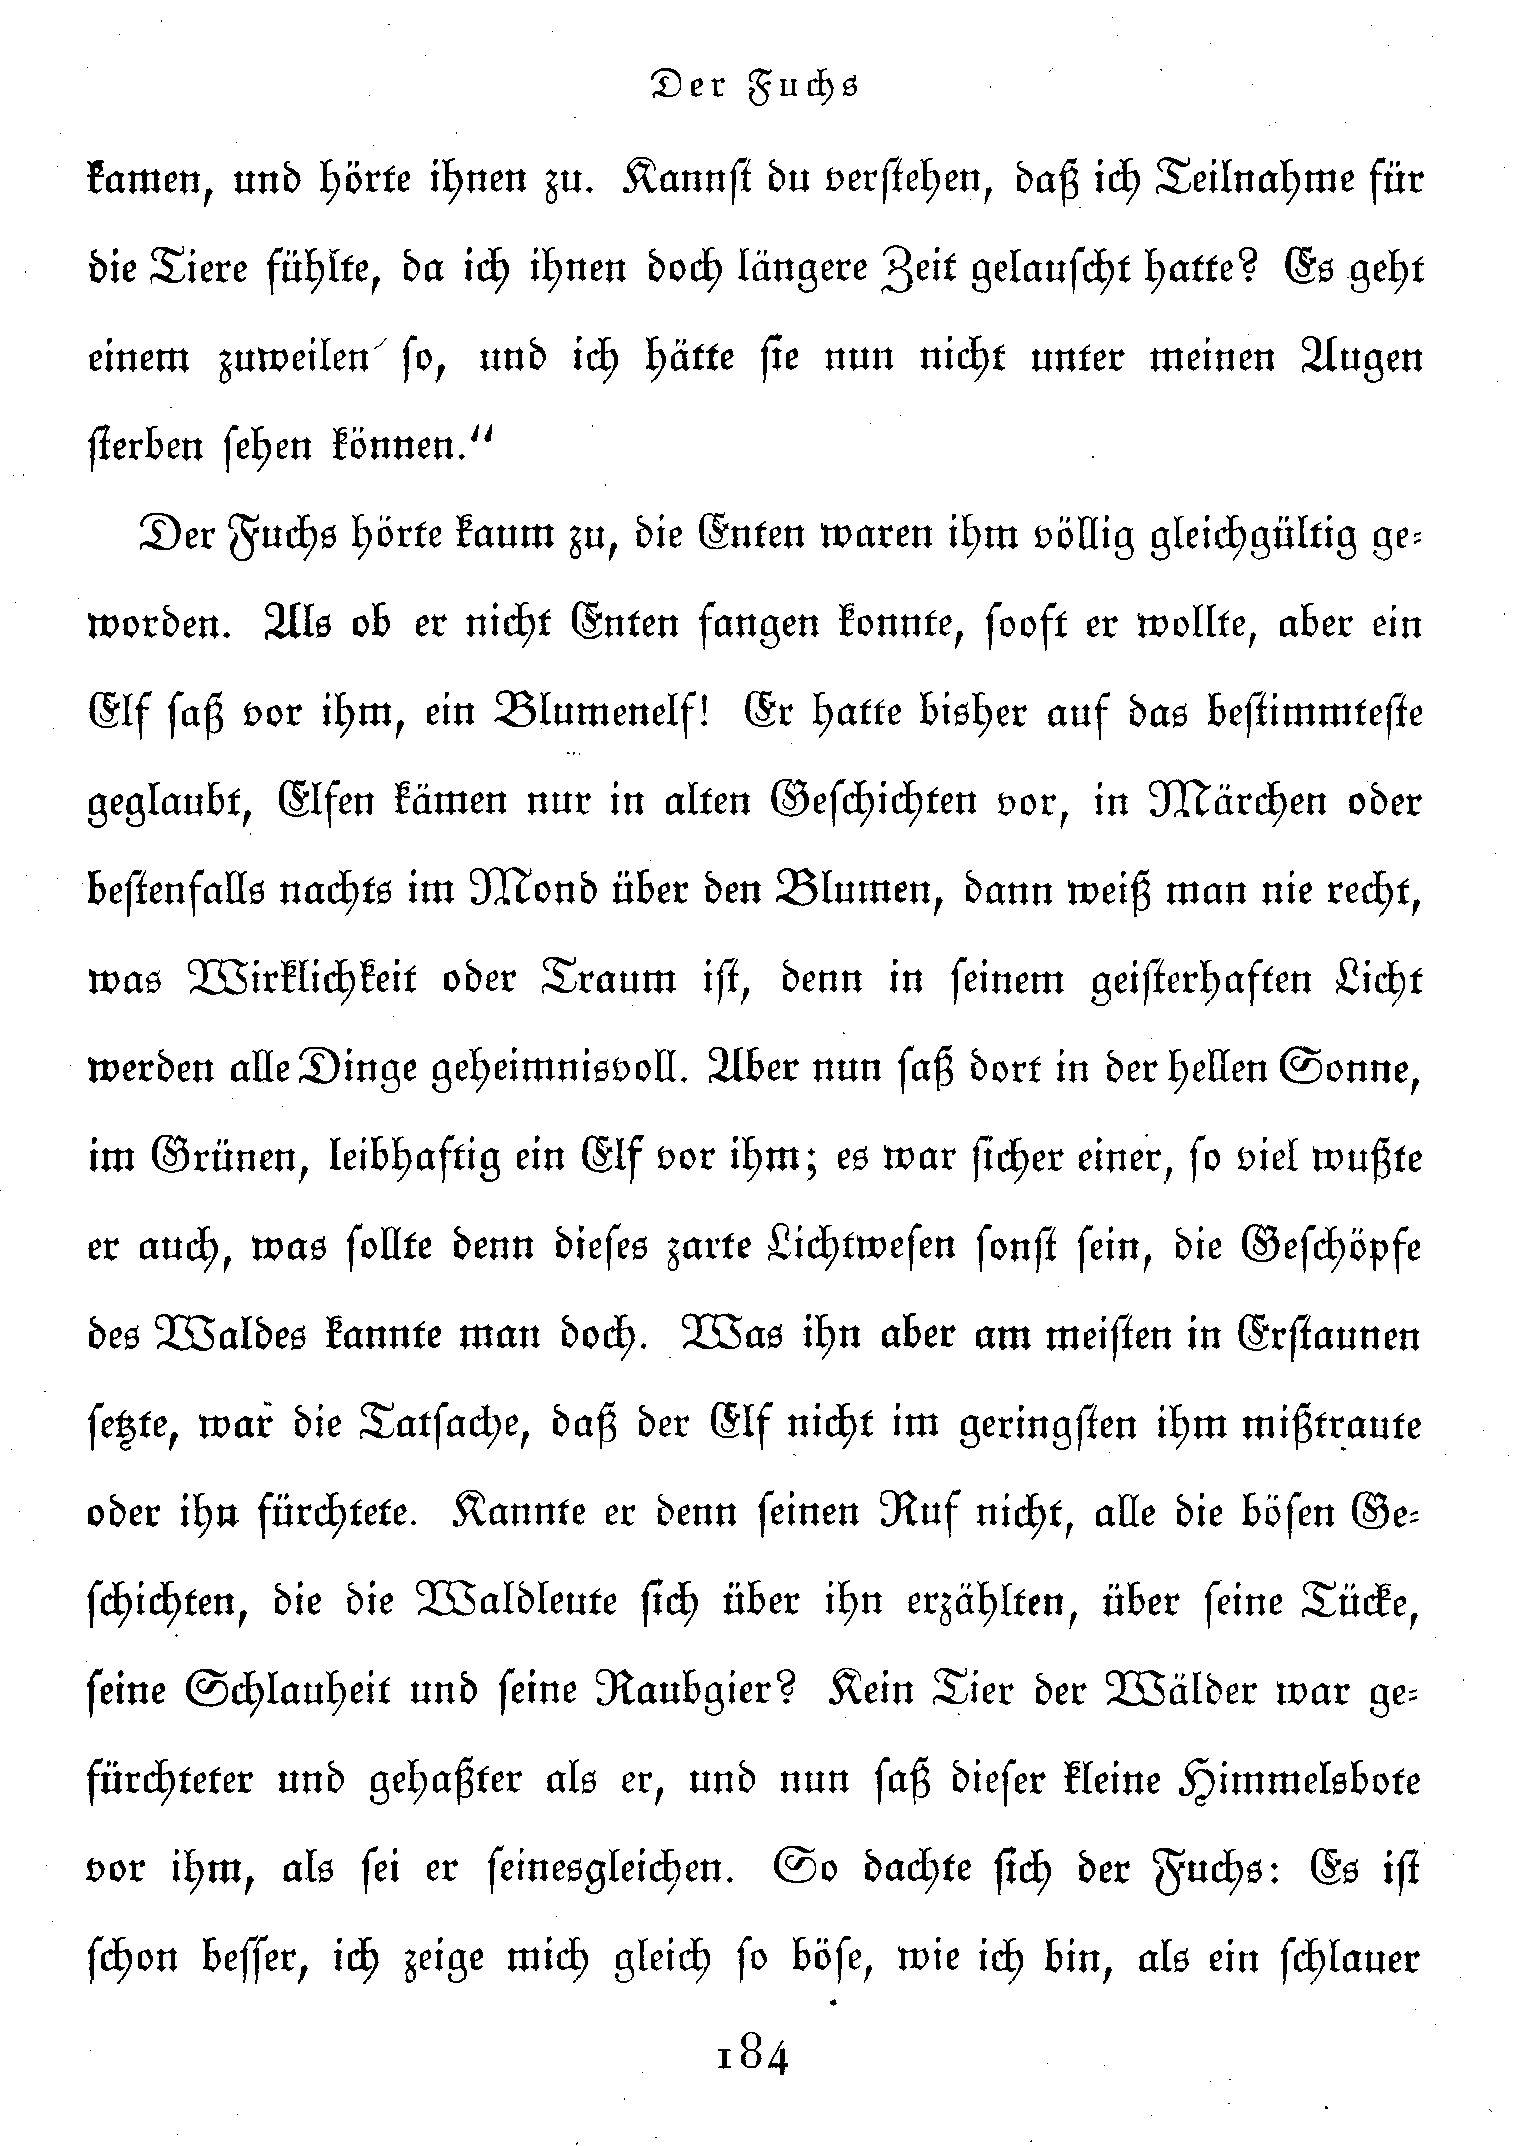 Der Fuchs
kamen, und hörte ihnen zu. Kannſt du verſtehen, daß ich Teilnahme für
die Tiere fühlte, da ich ihnen doch längere Zeit gelauſcht hatte? Es geht
einem zuweilen ſo, und ich hätte ſie nun nicht unter meinen Augen
ſterben ſehen können.“
Der Fuchs hörte kaum zu, die Enten waren ihm völlig gleichgültig ge-
worden. Als ob er nicht Enten fangen konnte, ſooft er wollte, aber ein
Elf ſaß vor ihm, ein Blumenelf! Er hatte bisher auf das beſtimmteſte
geglaubt, Elfen kämen nur in alten Geſchichten vor, in Märchen oder
beſtenfalls nachts im Mond über den Blumen, dann weiß man nie recht,
was Wirklichkeit oder Traum iſt, denn in ſeinem geiſterhaften Licht
werden alle Dinge geheimnisvoll. Aber nun ſaß dort in der hellen Sonne,
im Grünen, leibhaftig ein Elf vor ihm; es war ſicher einer, ſo viel wußte
er auch, was ſollte denn dieſes zarte Lichtweſen ſonſt ſein, die Geſchöpfe
des Waldes kannte man doch. Was ihn aber am meiſten in Erſtaunen
ſetzte, war die Tatſache, daß der Elf nicht im geringſten ihm mißtraute
oder ihn fürchtete. Kannte er denn ſeinen Ruf nicht, alle die böſen Ge-
ſchichten, die die Waldleute ſich über ihn erzählten, über ſeine Tücke,
ſeine Schlauheit und ſeine Raubgier? Kein Tier der Wälder war ge-
fürchteter und gehaßter als er, und nun ſaß dieſer kleine Himmelsbote
vor ihm, als ſei er ſeinesgleichen. So dachte ſich der Fuchs: Es iſt
ſchon beſſer, ich zeige mich gleich ſo böſe, wie ich bin, als ein ſchlauer
184